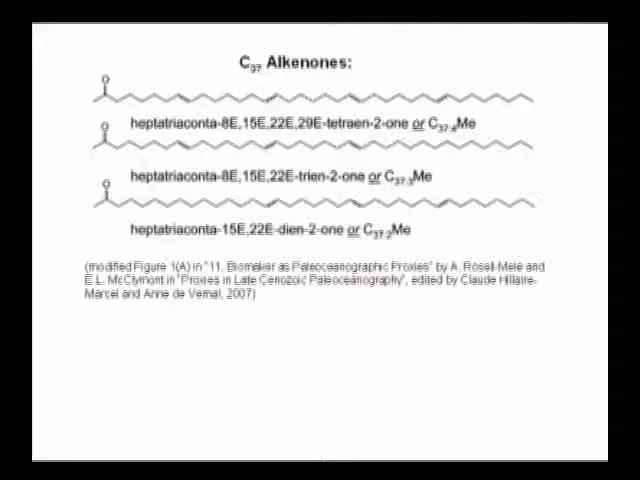 C37 Alkenones:
O
heptatriaconta-8E,15E,22E,29E-tetraen-2-one or C37:4Me
O
heptatriaconta-8E,15E,22E-trien-2-one or C37:3Me
O
heptatriaconta-15E,22E-dien-2-one or C37:2Me
(modified Figure 1(A) in "11. Biomaker as Paleoceanographic Proxies" by A. Rosell-Melé and
E.L. McClymont in "Proxies in Late Cenozoic Paleoceanography", edited by Claude Hillaire-
Marcel and Anne de Vernal, 2007)